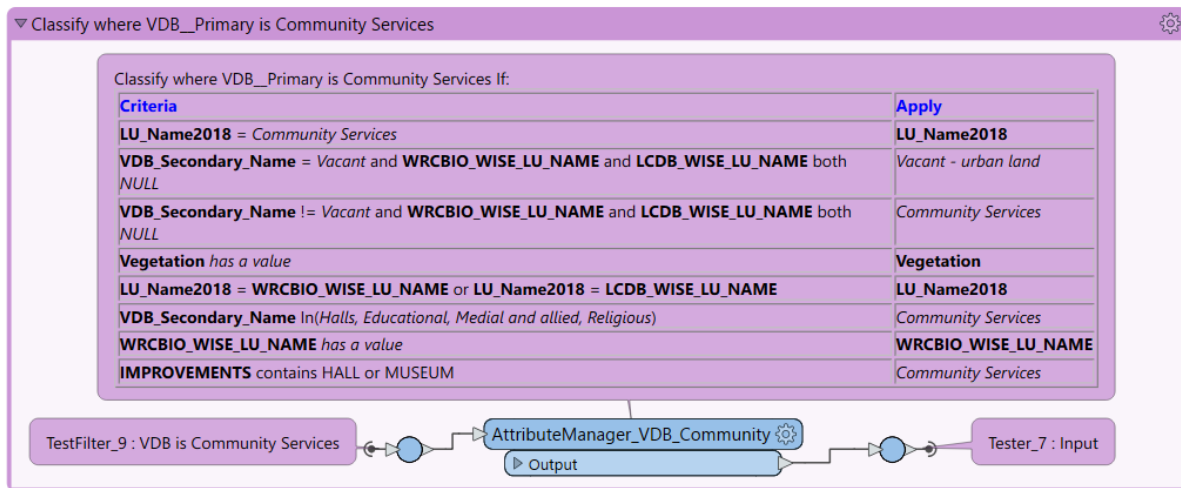 Classify where VDB__Primary is Community Services
Classify where VDB__Primary is Community Services If:
Criteria Apply
LU_Name2018 = Community Services LU_Name2018
VDB_Secondary_Name = Vacant and WRCBIO_WISE_LU_NAME and LCDB_WISE_LU_NAME both Vacant - urban land
NULL
VDB_Secondary_Name != Vacant and WRCBIO_WISE_LU_NAME and LCDB_WISE_LU_NAME both Community Services
NULL
Vegetation has a value Vegetation
LU_Name2018 = WRCBIO_WISE_LU_NAME or LU_Name2018 = LCDB_WISE_LU_NAME LU_Name2018
VDB_Secondary_Name In(Halls, Educational, Medial and allied, Religious) Community Services
WRCBIO_WISE_LU_NAME has a value WRCBIO_WISE_LU_NAME
IMPROVEMENTS contains HALL or MUSEUM Community Services
TestFilter_9 : VDB is Community Services
AttributeManager_VDB_Community
Output
Tester_7 : Input